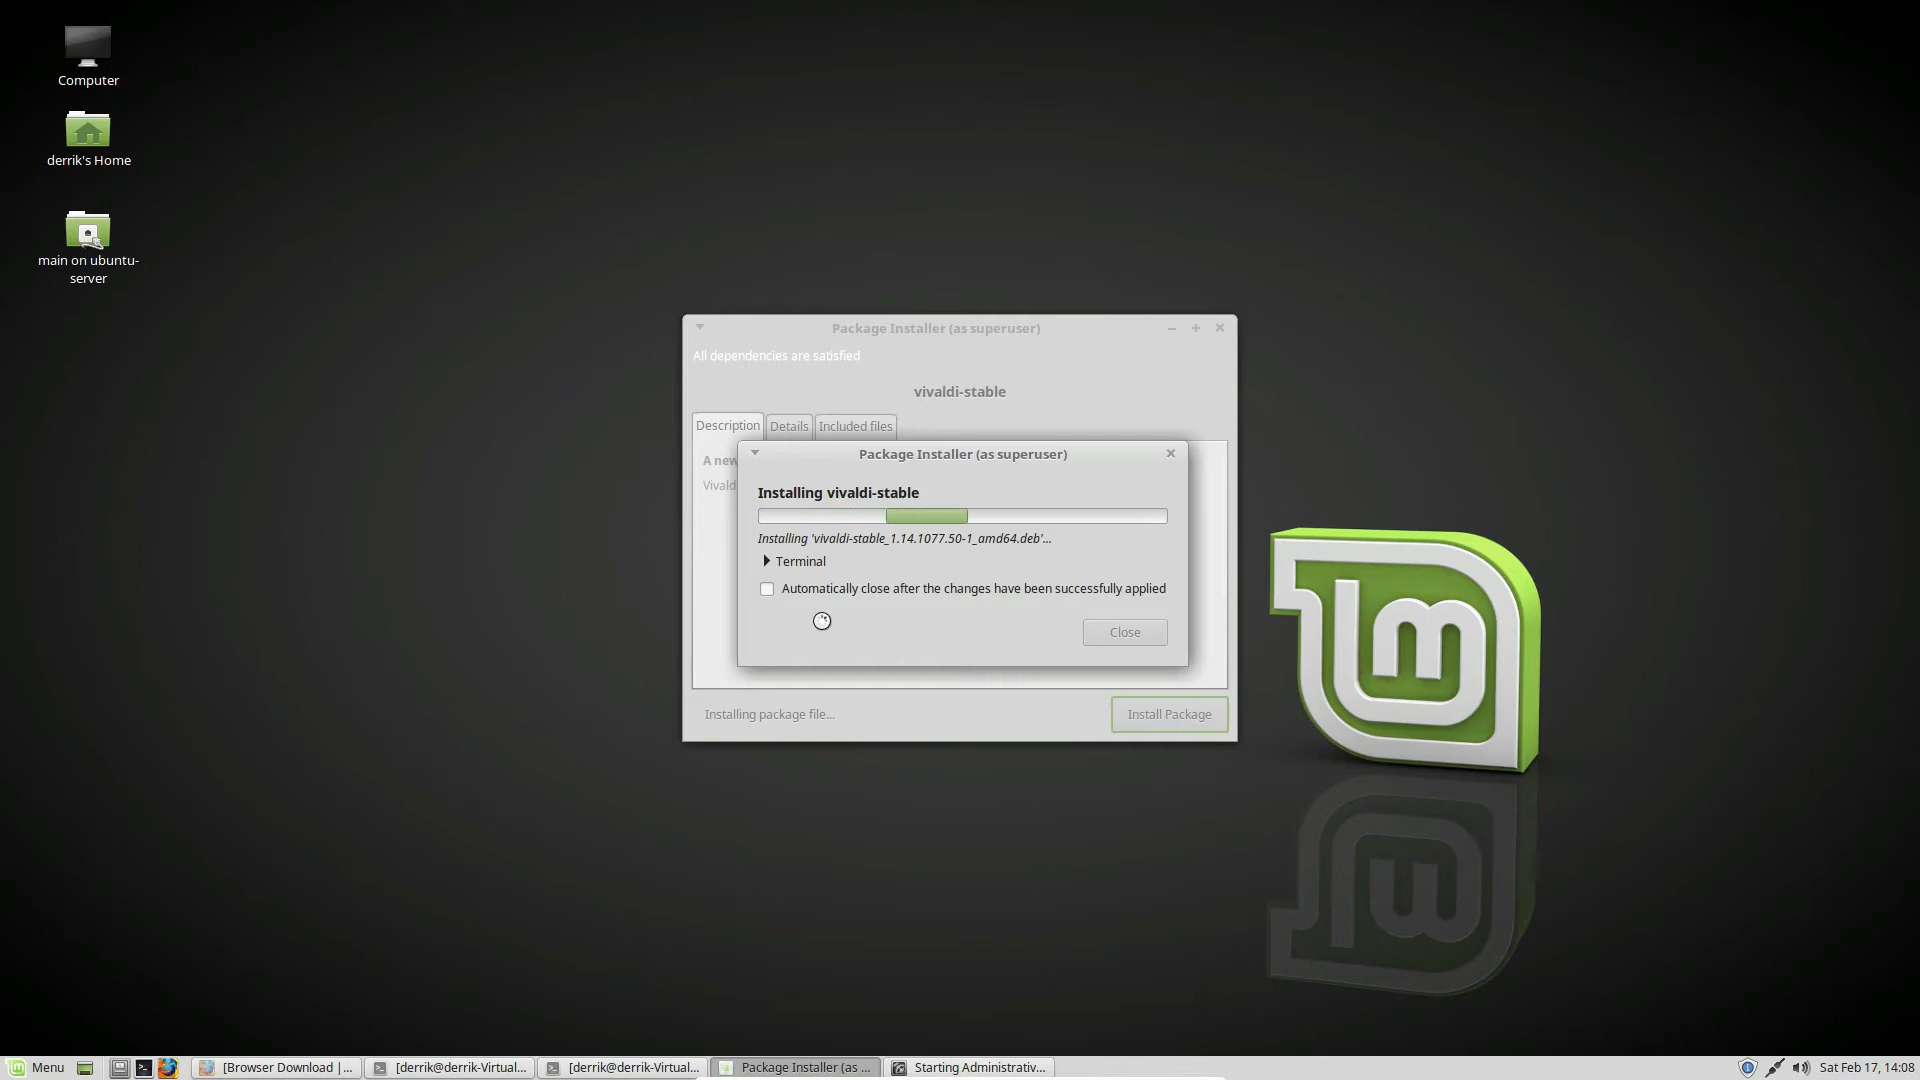 Computer
derrik's Home
main on ubuntu-
server
Package Installer (as superuser)
All dependencies are satisfied
vivaldi-stable
Description
Details
Included files
A new
Vivald
Package Installer (as superuser)
Installing vivaldi-stable
Installing 'vivaldi-stable_1.14.1077.50-1_amd64.deb'...
Terminal
Automatically close after the changes have been successfully applied
Close
Installing package file...
Install Package
lm
Menu
[Browser Download |...
[derrik@derrik-Virtual...
[derrik@derrik-Virtual...
Package Installer (as ...
Starting Administrativ...
Sat Feb 17, 14:08